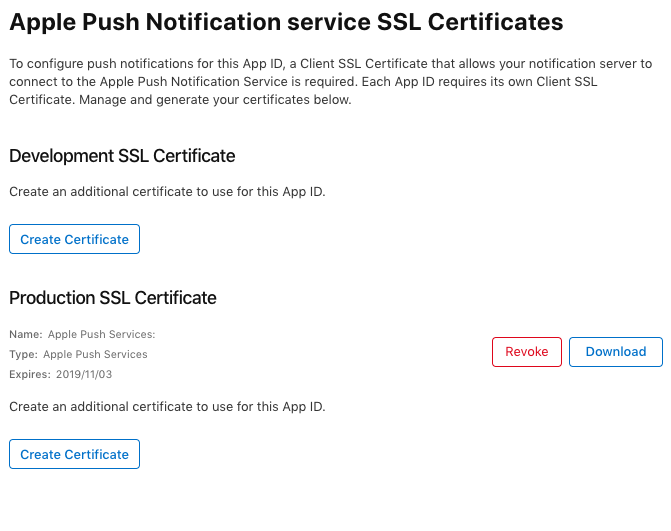 Apple Push Notification service SSL Certificates
To configure push notifications for this App ID, a Client SSL Certificate that allows your notification server to
connect to the Apple Push Notification Service is required. Each App ID requires its own Client SSL
Certificate. Manage and generate your certificates below.
Development SSL Certificate
Create an additional certificate to use for this App ID.
Create Certificate
Production SSL Certificate
Name: Apple Push Services:
Type: Apple Push Services
Expires: 2019/11/03
Revoke
Download
Create an additional certificate to use for this App ID.
Create Certificate